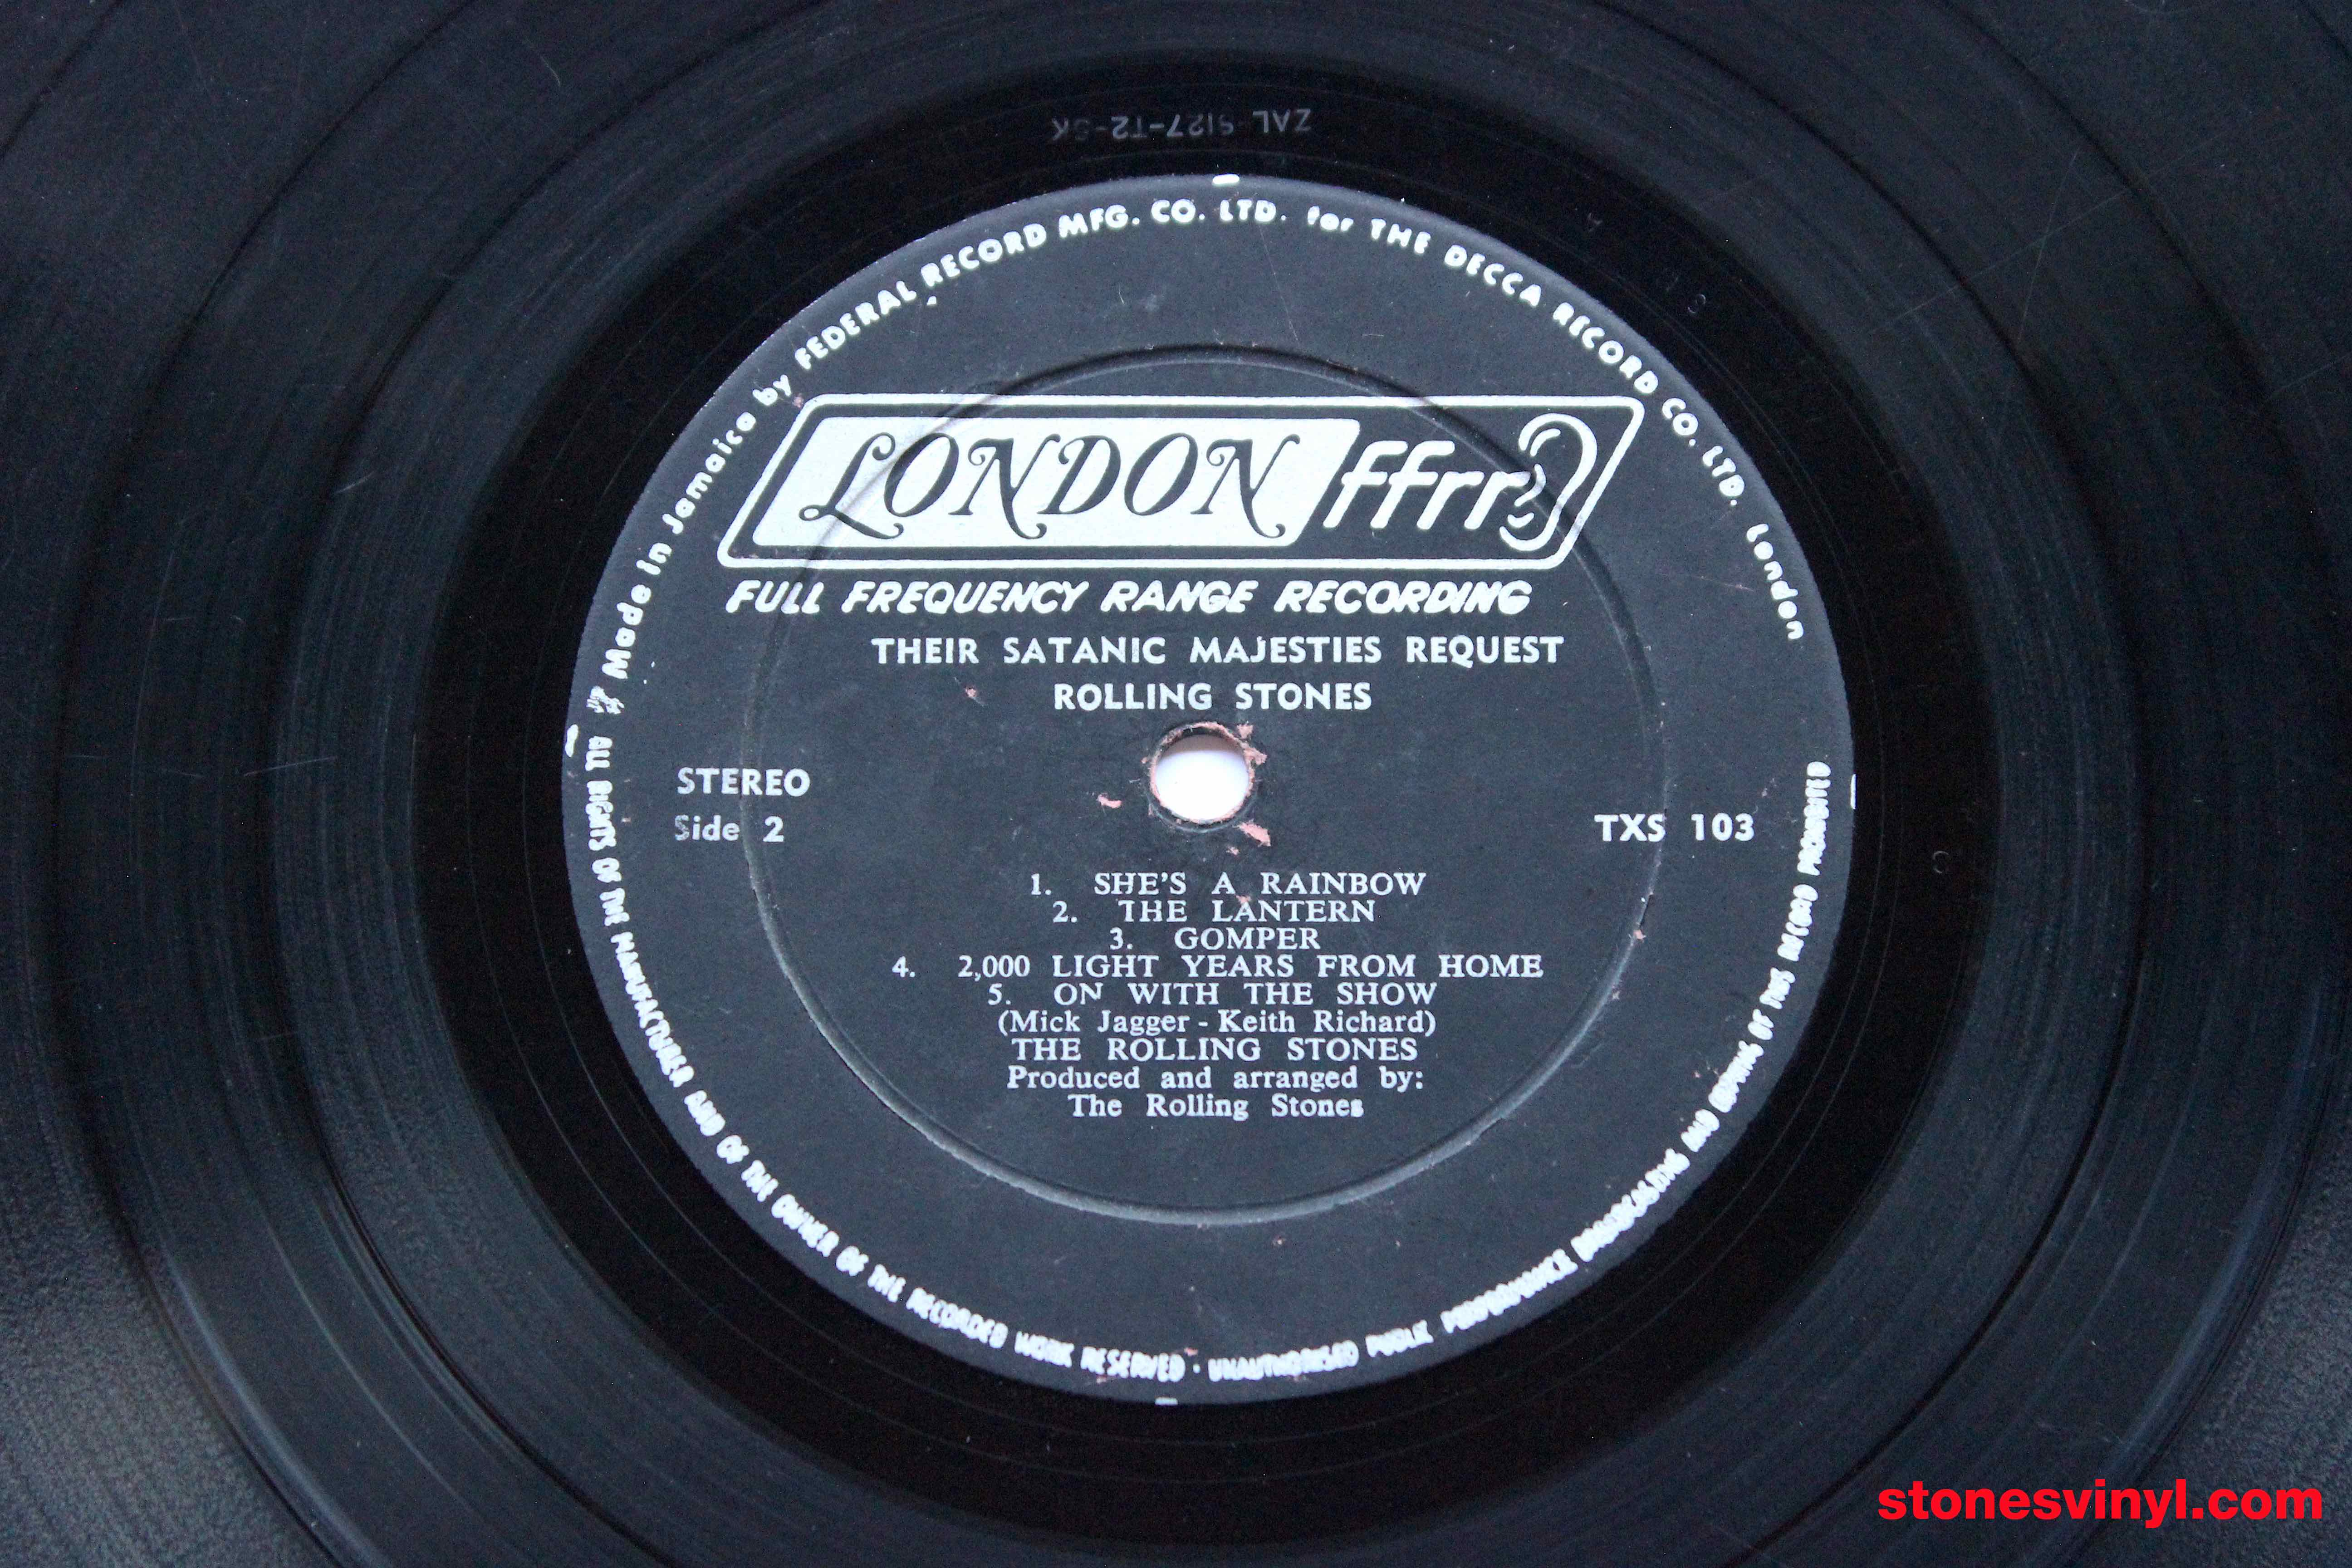 Made in Jamaica by FEDERAL RECORD MFG. CO. LTD. for THE DECCA RECORD CO. LTD. London
LONDON ffrr
FULL FREQUENCY RANGE RECORDING
THEIR SATANIC MAJESTIES REQUEST
ROLLING STONES
STEREO
Side 2
TXS 103
1. SHE'S A RAINBOW
2. THE LANTERN
3. GOMPER
4. 2,000 LIGHT YEARS FROM HOME
5. ON WITH THE SHOW
(Mick Jagger - Keith Richard)
THE ROLLING STONES
Produced and arranged by:
The Rolling Stones
ALL RIGHTS OF THE MANUFACTURER AND OF THE OWNER OF THE RECORDED WORK RESERVED · UNAUTHORISED PUBLIC PERFORMANCE BROADCASTING AND COPYING OF THIS RECORD PROHIBITED
stonesvinyl.com